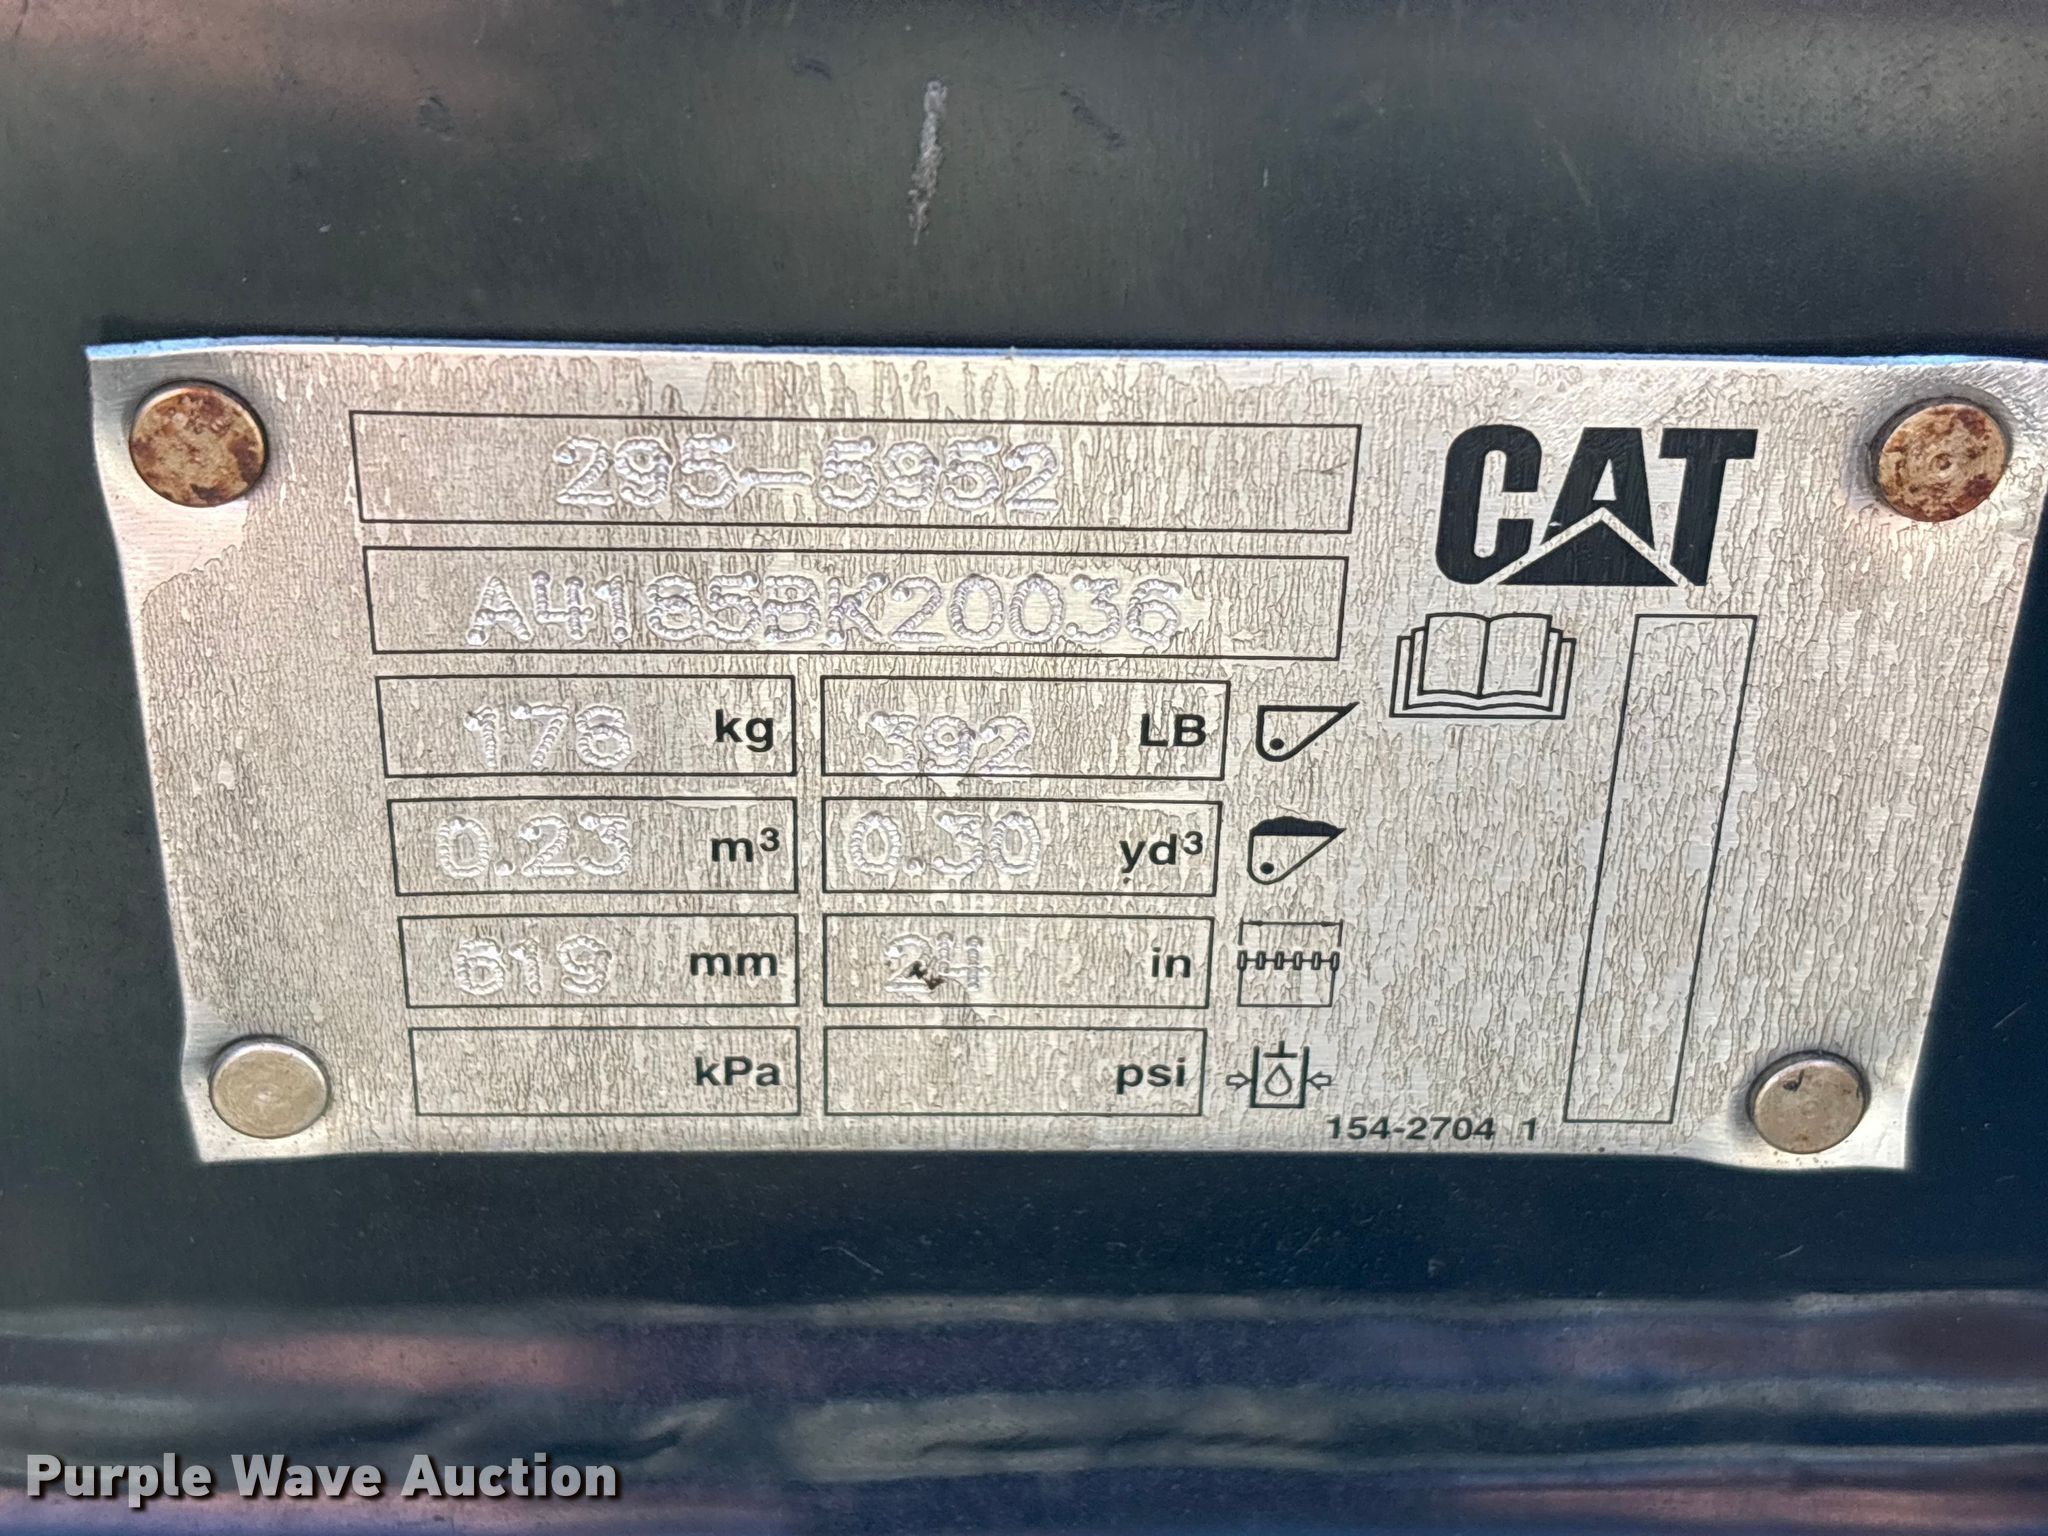 295-5952
CAT
A4185BK20036
178 kg 392 LB
0.23 m³ 0.30 yd³
619 mm 24 in
kPa psi
154-2704 1
Purple Wave Auction